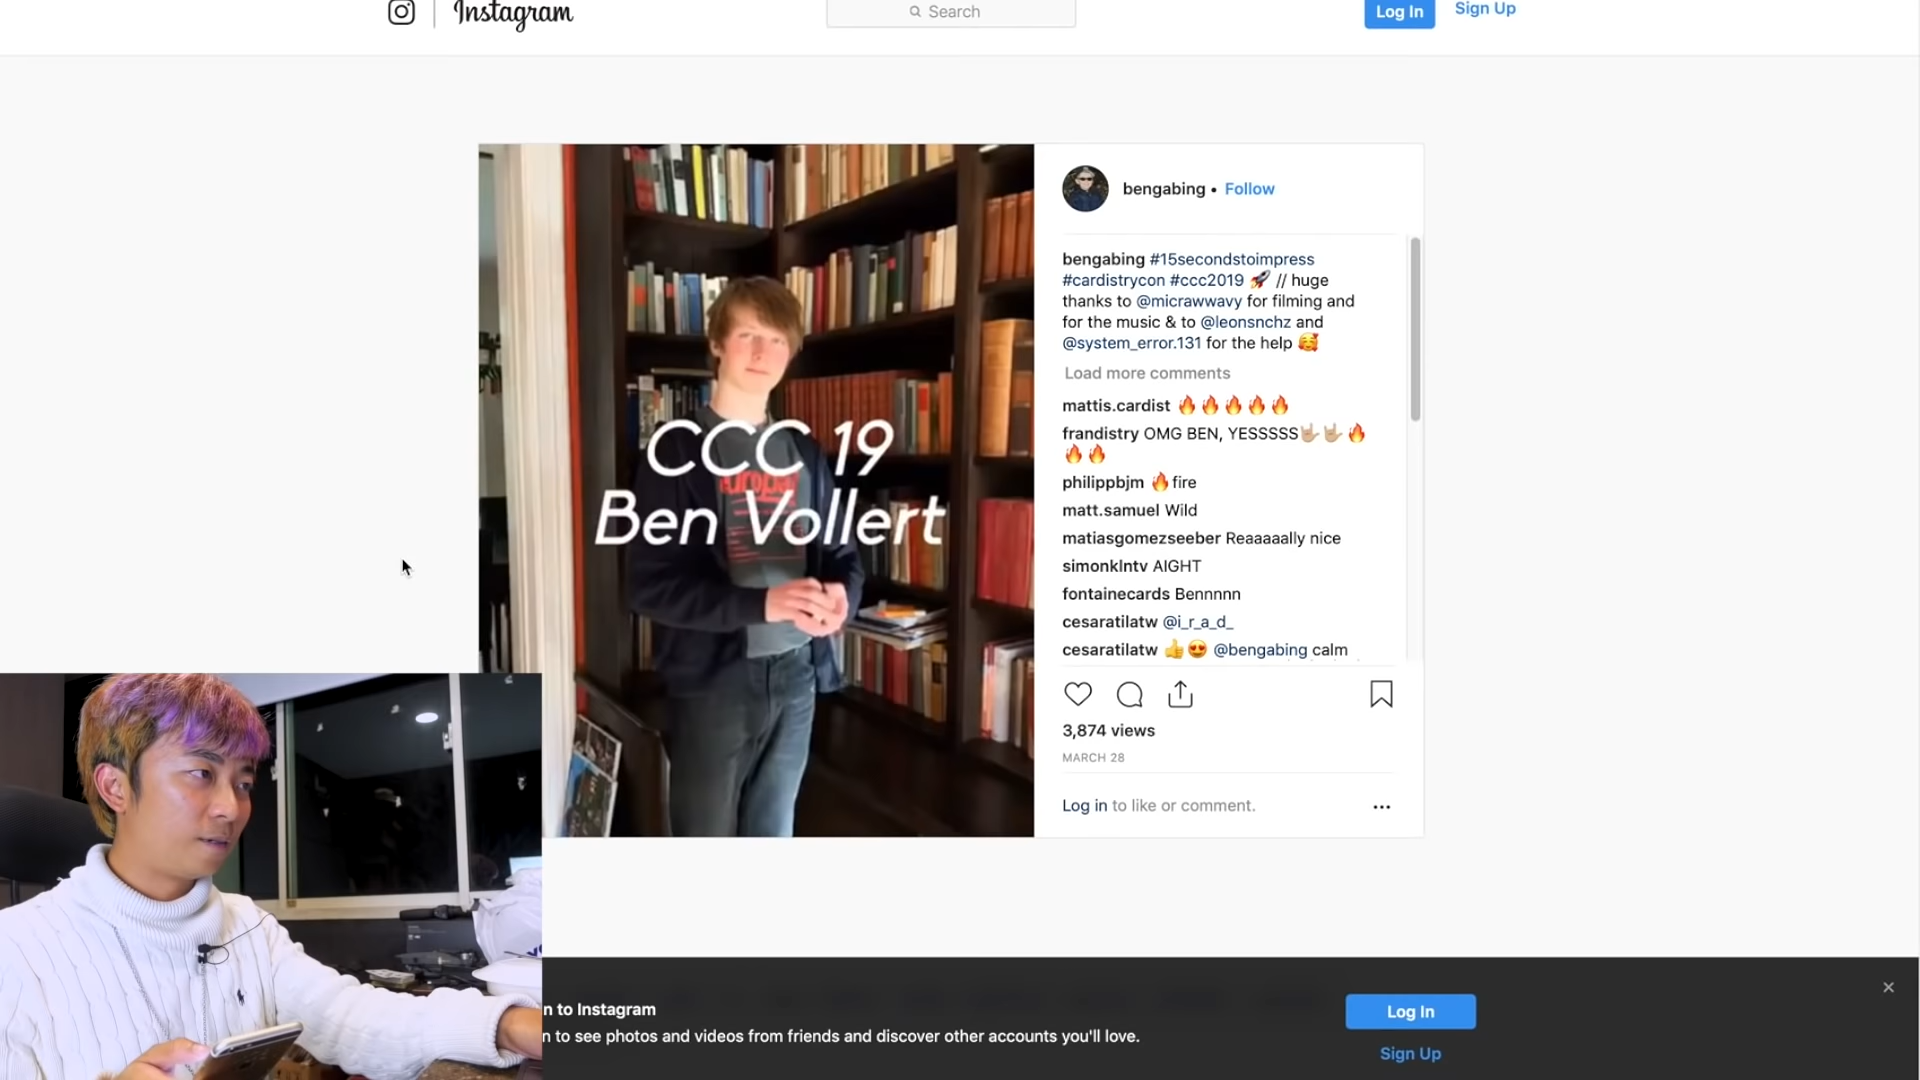 Instagram
Search
Log In
Sign Up
CCC 19
Ben Vollert
bengabing • Follow
bengabing #15secondstoimpress
#cardistrycon #ccc2019 🚀 // huge
thanks to @micrawwavy for filming and
for the music & to @leonsnchz and
@system_error.131 for the help 🥰
Load more comments
mattis.cardist 🔥🔥🔥🔥🔥
frandistry OMG BEN, YESSSSS🤟🏼🤟🏼🔥
🔥🔥
philippbjm 🔥fire
matt.samuel Wild
matiasgomezseeber Reaaaaally nice
simonklntv AIGHT
fontainecards Bennnnn
cesaratilatw @i_r_a_d_
cesaratilatw 👍😍 @bengabing calm
3,874 views
MARCH 28
Log in to like or comment.
n to Instagram
n to see photos and videos from friends and discover other accounts you'll love.
Log In
Sign Up